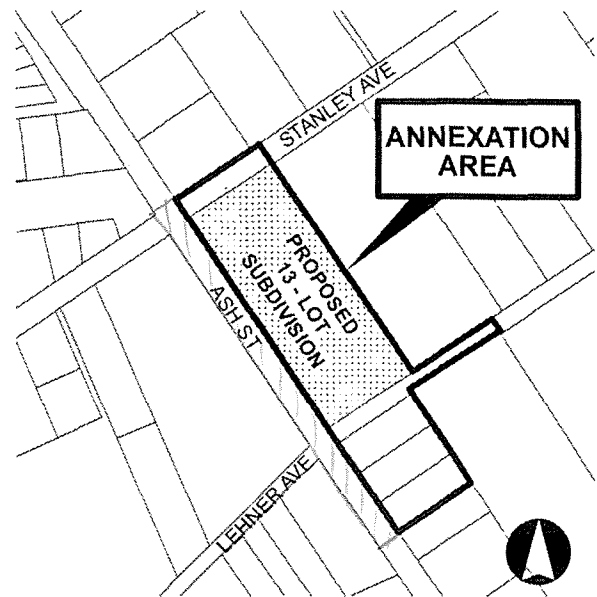 STANLEY AVE
ANNEXATION
AREA
PROPOSED
13 - LOT
SUBDIVISION
ASH ST
LEHNER AVE